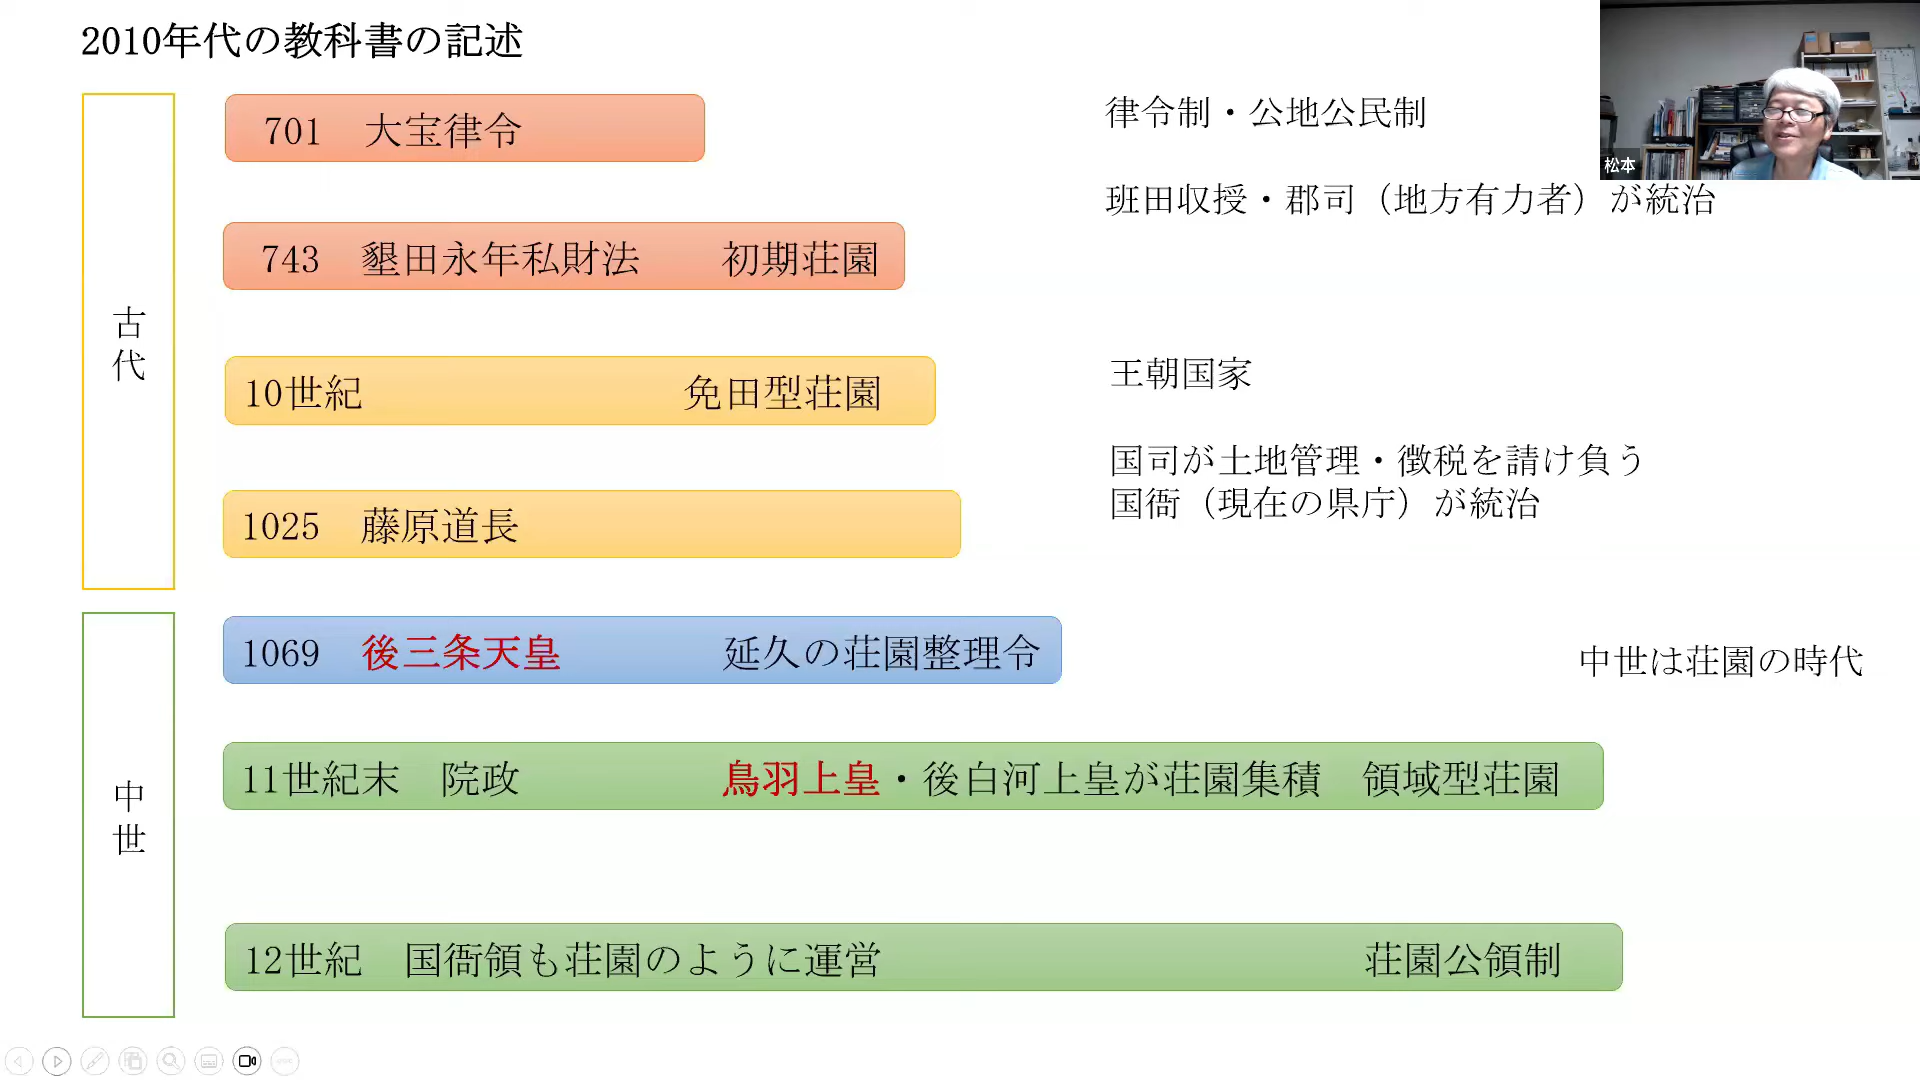 2010年代の教科書の記述
古代
701　大宝律令
律令制・公地公民制
松本
班田収授・郡司（地方有力者）が統治
743　墾田永年私財法　　初期荘園
10世紀　　　　　　　　免田型荘園
王朝国家
国司が土地管理・徴税を請け負う
国衙（現在の県庁）が統治
1025　藤原道長
中世
1069　後三条天皇　　　　延久の荘園整理令
中世は荘園の時代
11世紀末　院政　　　　　鳥羽上皇・後白河上皇が荘園集積　領域型荘園
12世紀　国衙領も荘園のように運営　　　　　　　　　　　　荘園公領制